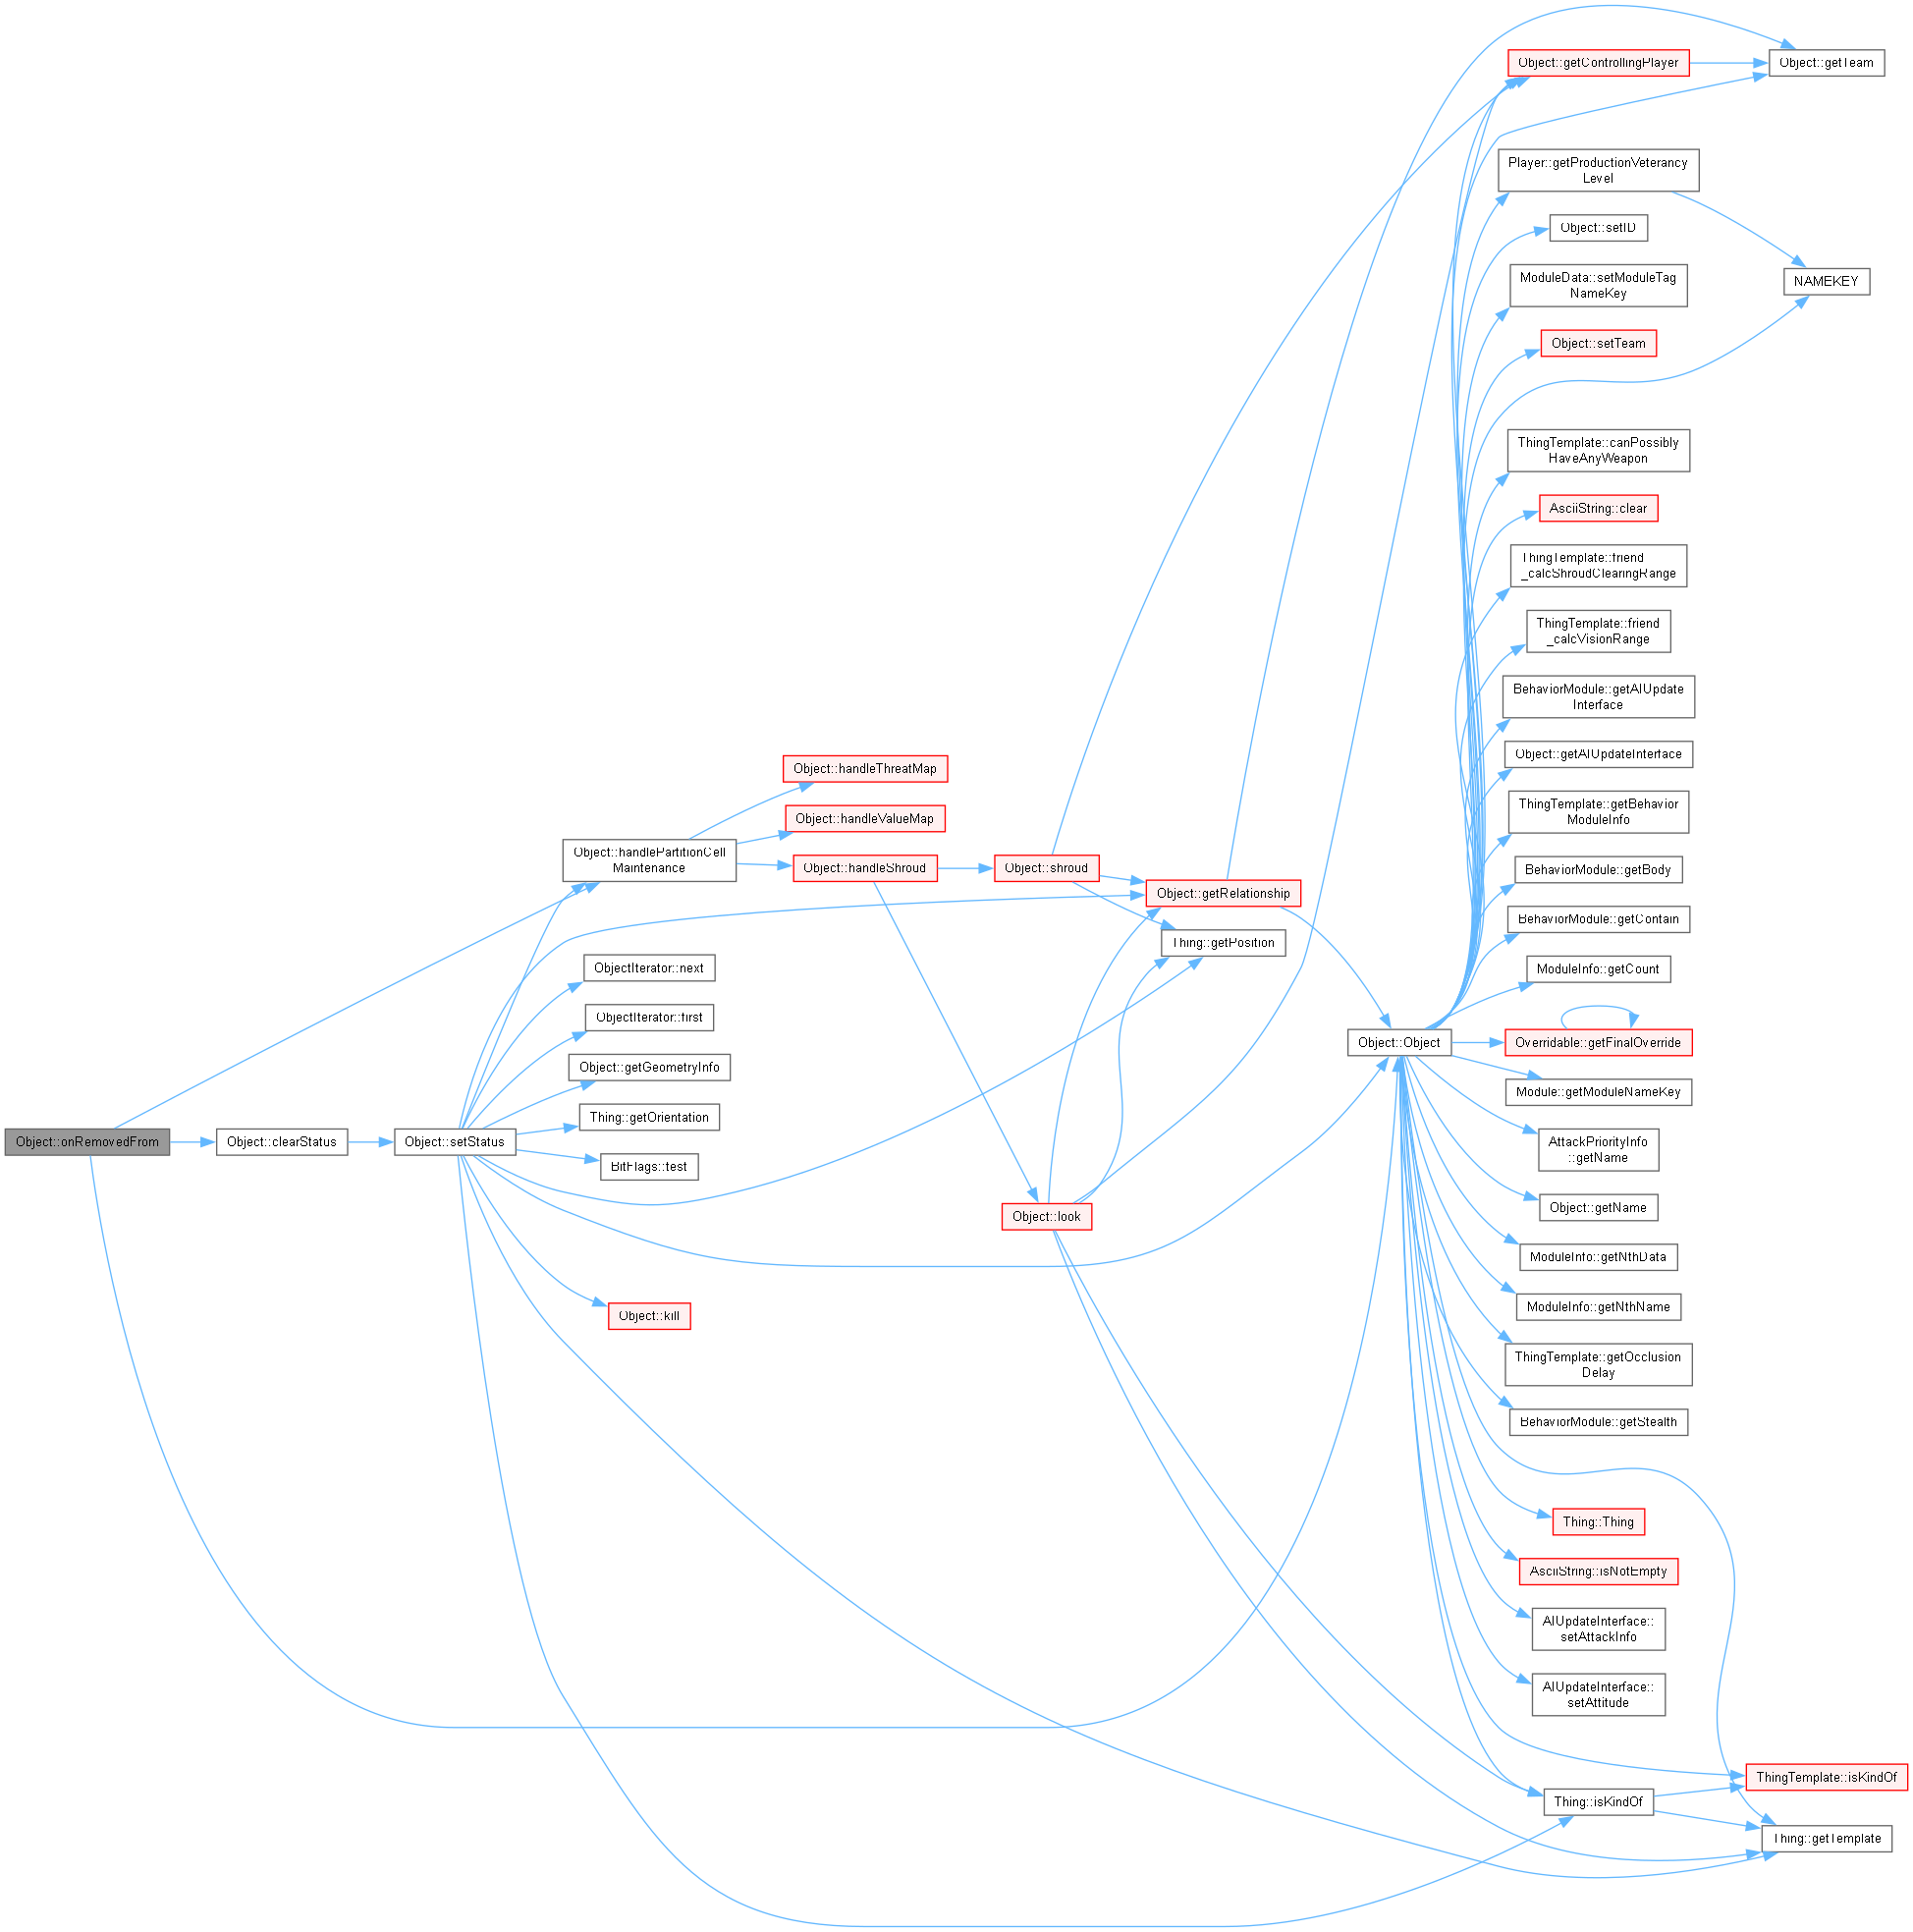 Object::onRemovedFrom
Object::clearStatus
Object::setStatus
Object::handlePartitionCell
Maintenance
ObjectIterator::next
ObjectIterator::first
Object::getGeometryInfo
Thing::getOrientation
BitFlags::test
Object::kill
Object::handleThreatMap
Object::handleValueMap
Object::handleShroud
Object::shroud
Object::look
Object::getRelationship
Thing::getPosition
Object::Object
Object::getControllingPlayer
Player::getProductionVeterancy
Level
Object::setID
ModuleData::setModuleTag
NameKey
Object::setTeam
ThingTemplate::canPossibly
HaveAnyWeapon
AsciiString::clear
ThingTemplate::friend
_calcShroudClearingRange
ThingTemplate::friend
_calcVisionRange
BehaviorModule::getAIUpdate
Interface
Object::getAIUpdateInterface
ThingTemplate::getBehavior
ModuleInfo
BehaviorModule::getBody
BehaviorModule::getContain
ModuleInfo::getCount
Overridable::getFinalOverride
Module::getModuleNameKey
AttackPriorityInfo
::getName
Object::getName
ModuleInfo::getNthData
ModuleInfo::getNthName
ThingTemplate::getOcclusion
Delay
BehaviorModule::getStealth
Thing::Thing
AsciiString::isNotEmpty
AIUpdateInterface::
setAttackInfo
AIUpdateInterface::
setAttitude
Thing::isKindOf
Object::getTeam
NAMEKEY
ThingTemplate::isKindOf
Thing::getTemplate